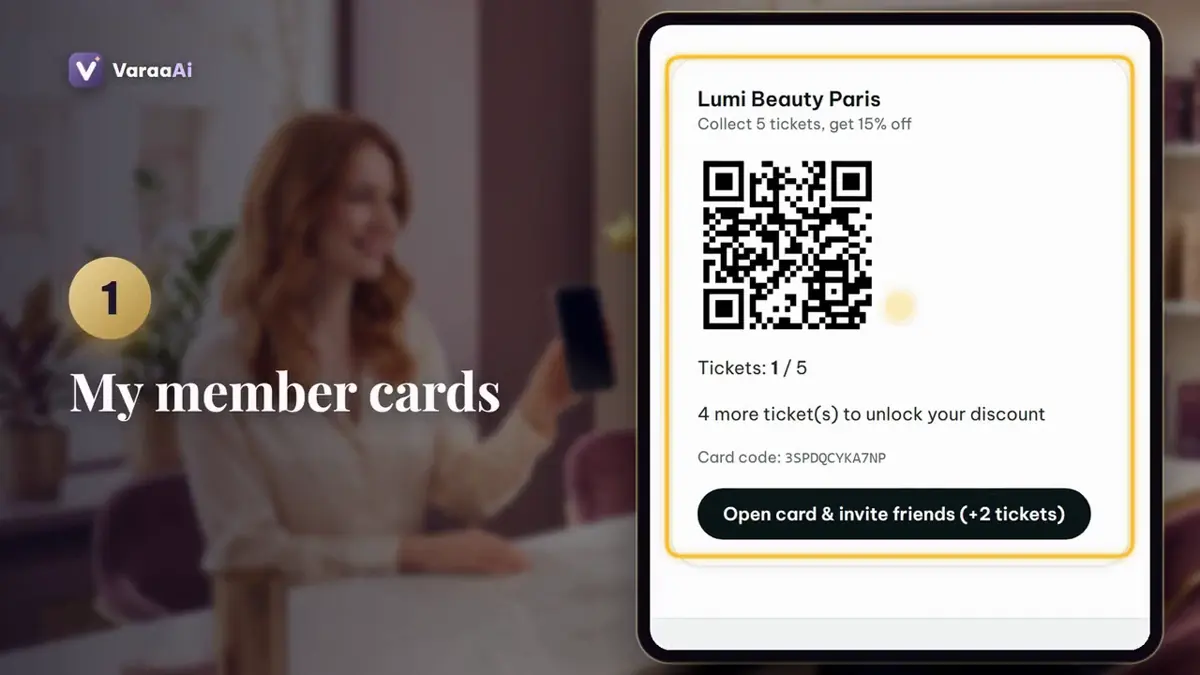 VaraaAi
1
My member cards
Lumi Beauty Paris
Collect 5 tickets, get 15% off
Tickets: 1 / 5
4 more ticket(s) to unlock your discount
Card code: 3SPDQCYKA7NP
Open card & invite friends (+2 tickets)